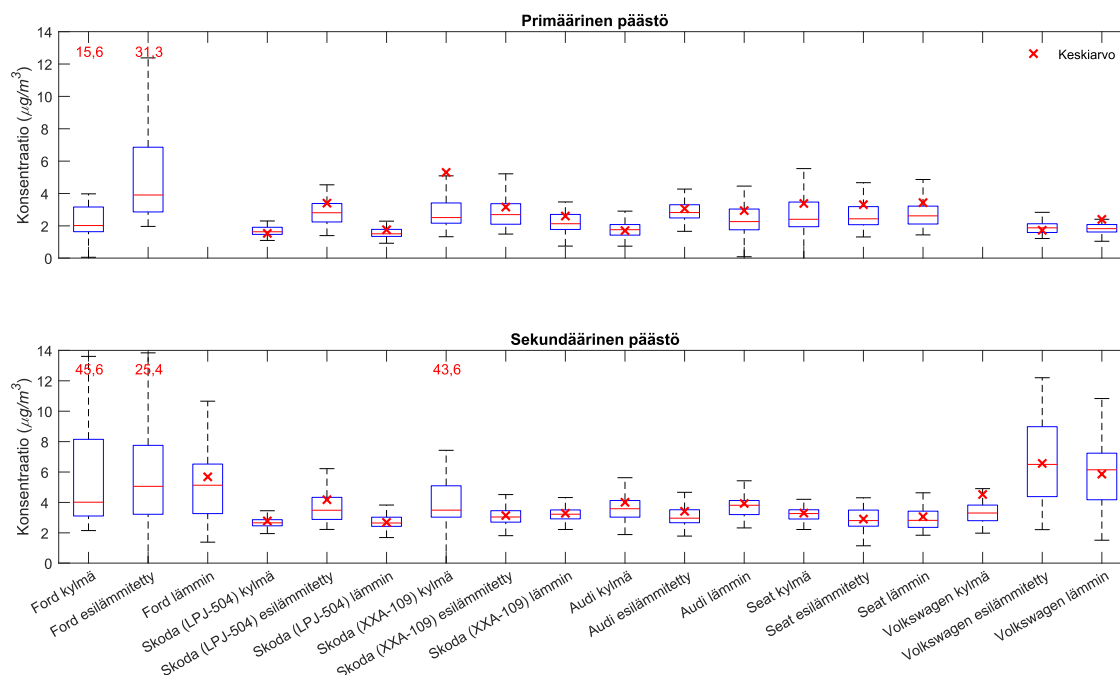 Primäärinen päästö
Konsentraatio (μg/m³)
14
12
10
8
6
4
2
0
15,6
31,3
Keskiarvo
Sekundäärinen päästö
Konsentraatio (μg/m³)
14
12
10
8
6
4
2
0
45,6
25,4
43,6
Ford kylmä
Ford esilämmitetty
Ford lämmin
Skoda (LPJ-504) kylmä
Skoda (LPJ-504) esilämmitetty
Skoda (LPJ-504) lämmin
Skoda (XXA-109) kylmä
Skoda (XXA-109) esilämmitetty
Skoda (XXA-109) lämmin
Audi kylmä
Audi esilämmitetty
Audi lämmin
Seat kylmä
Seat esilämmitetty
Seat lämmin
Volkswagen kylmä
Volkswagen esilämmitetty
Volkswagen lämmin